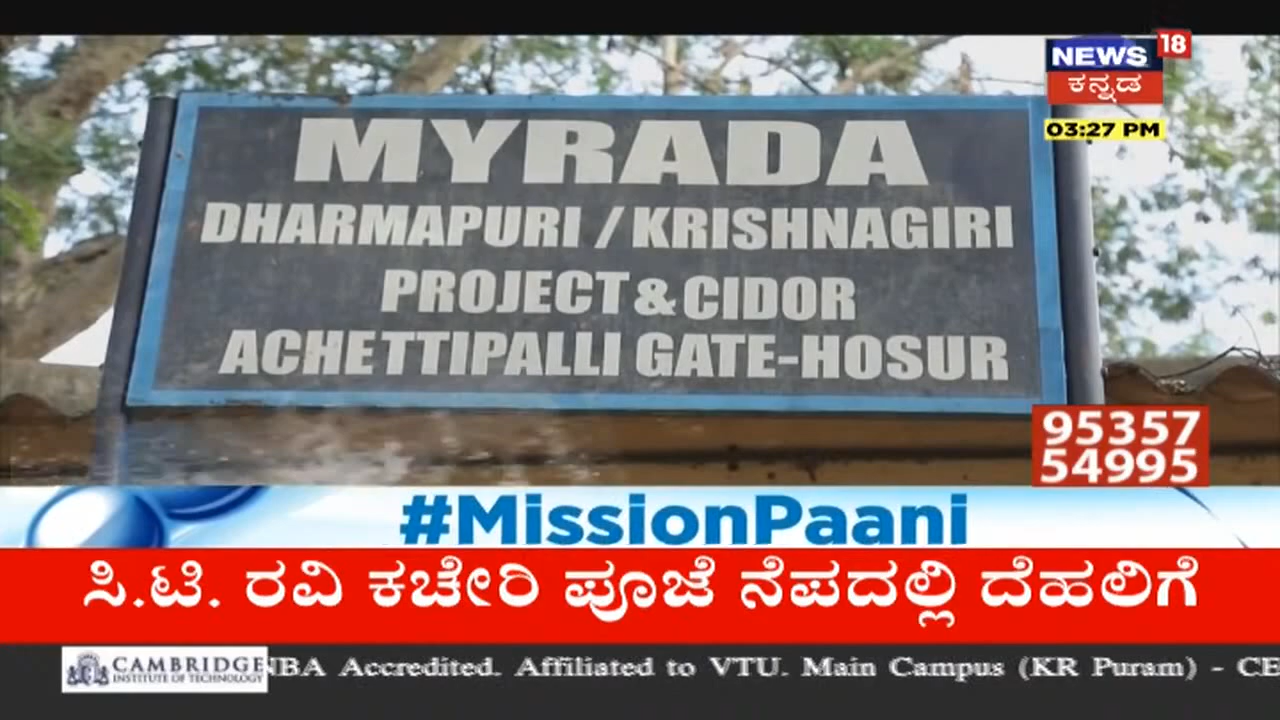 NEWS 18
ಕನ್ನಡ
03:27 PM
MYRADA
DHARMAPURI / KRISHNAGIRI
PROJECT & CIDOR
ACHETTIPALLI GATE-HOSUR
95357
54995
#MissionPaani
ಸಿ.ಟಿ. ರವಿ ಕಚೇರಿ ಪೂಜೆ ನೆಪದಲ್ಲಿ ದೆಹಲಿಗೆ
CAMBRIDGE
INSTITUTE OF TECHNOLOGY
NBA Accredited. Affiliated to VTU. Main Campus (KR Puram) - CE